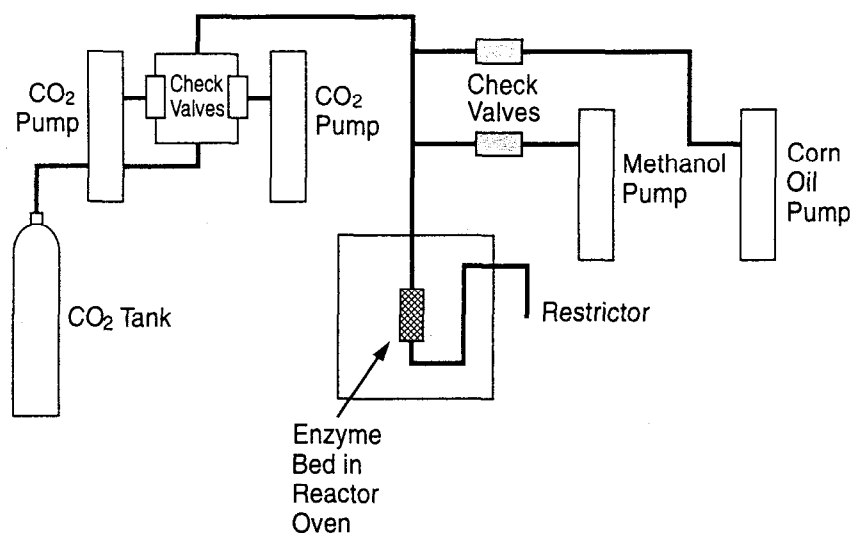 CO₂
Pump
Check
Valves
CO₂
Pump
Check
Valves
Methanol
Pump
Corn
Oil
Pump
CO₂ Tank
Restrictor
Enzyme
Bed in
Reactor
Oven